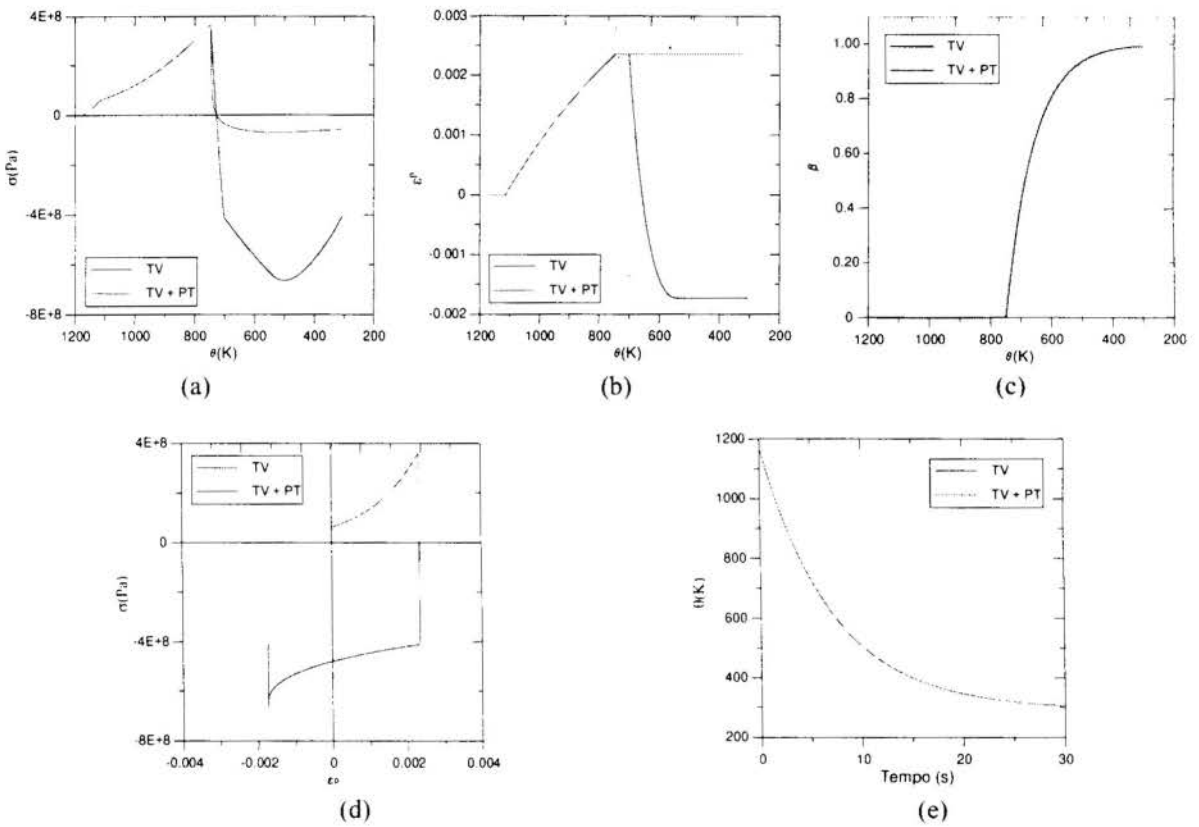 4E+8
0
-4E+8
-8E+8
σ(Pa)
TV
TV + PT
1200 1000 800 600 400 200
θ(K)
(a)
0.003
0.002
0.001
0
-0.001
-0.002
εᵖ
TV
TV + PT
1200 1000 800 600 400 200
θ(K)
(b)
1.00
0.80
0.60
0.40
0.20
0
β
TV
TV + PT
1200 1000 800 600 400 200
θ(K)
(c)
4E+8
0
-4E+8
-8E+8
σ(Pa)
TV
TV + PT
-0.004 -0.002 0 0.002 0.004
εᵖ
(d)
1200
1000
800
600
400
200
θ(K)
TV
TV + PT
0 10 20 30
Tempo (s)
(e)